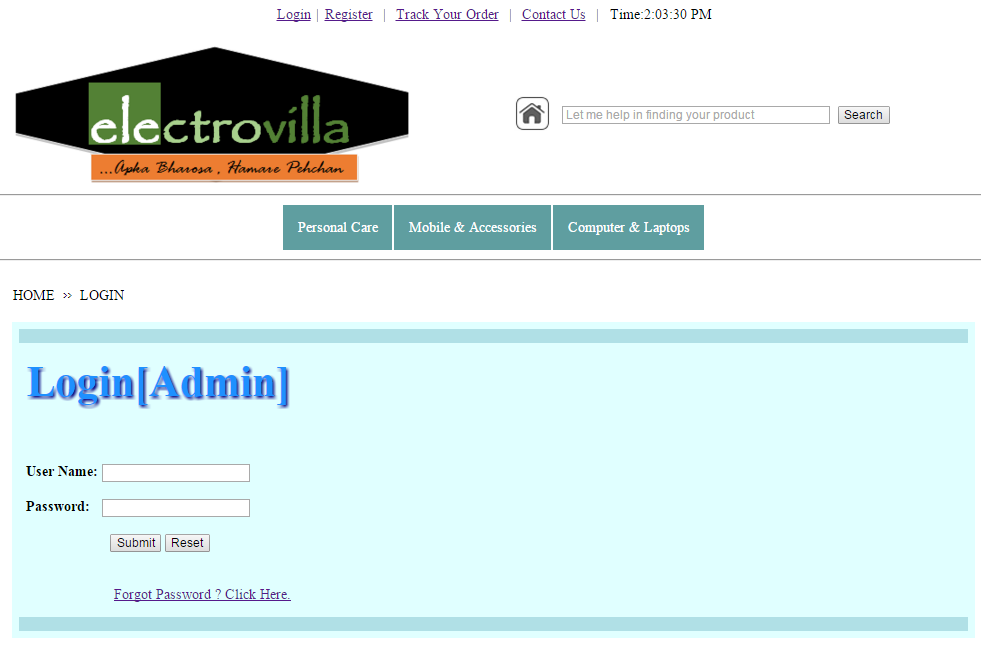 Login | Register | Track Your Order | Contact Us | Time:2:03:30 PM
electrovilla
...Apka Bharosa , Hamare Pehchan
Let me help in finding your product Search
Personal Care Mobile & Accessories Computer & Laptops
HOME >> LOGIN
Login[Admin]
User Name:
Password:
Submit Reset
Forgot Password ? Click Here.